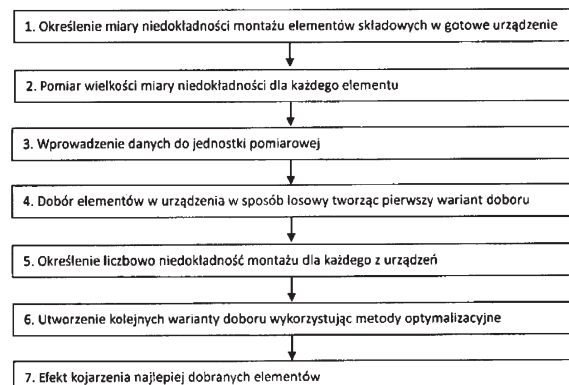 1. Określenie miary niedokładności montażu elementów składowych w gotowe urządzenie
2. Pomiar wielkości miary niedokładności dla każdego elementu
3. Wprowadzenie danych do jednostki pomiarowej
4. Dobór elementów w urządzenia w sposób losowy tworząc pierwszy wariant doboru
5. Określenie liczbowo niedokładność montażu dla każdego z urządzeń
6. Utworzenie kolejnych warianty doboru wykorzystując metody optymalizacyjne
7. Efekt kojarzenia najlepiej dobranych elementów